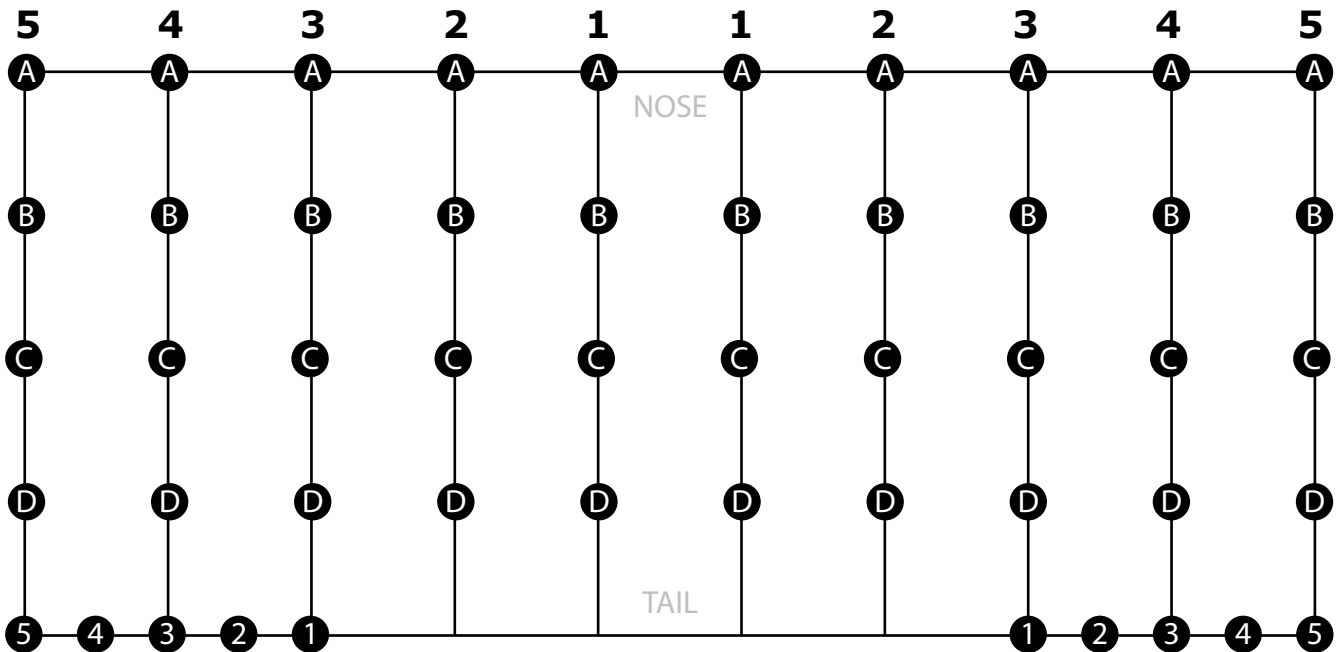 5 4 3 2 1 1 2 3 4 5
A A A A A A A A A A
NOSE
B B B B B B B B B B
C C C C C C C C C C
D D D D D D D D D D
TAIL
5 4 3 2 1 1 2 3 4 5